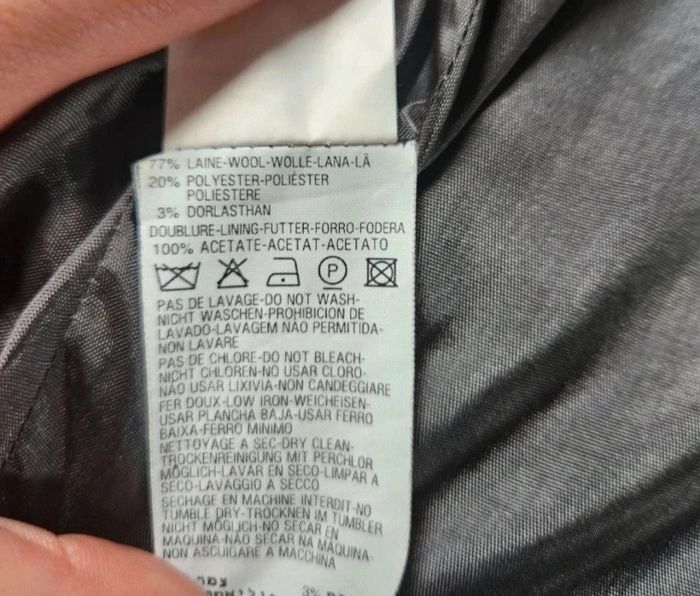 77% LAINE-WOOL-WOLLE-LANA-LÃ
20% POLYESTER-POLIÉSTER
POLIESTERE
3% DORLASTHAN
DOUBLURE-LINING-FUTTER-FORRO-FODERA
100% ACETATE-ACETAT-ACETATO
P
PAS DE LAVAGE-DO NOT WASH-
NICHT WASCHEN-PROHIBICION DE
LAVADO-LAVAGEM NÃO PERMITIDA-
NON LAVARE
PAS DE CHLORE-DO NOT BLEACH-
NICHT CHLOREN-NO USAR CLORO-
NÃO USAR LIXIVIA-NON CANDEGGIARE
FER DOUX-LOW IRON-WEICHEISEN-
USAR PLANCHA BAJA-USAR FERRO
BAIXA-FERRO MINIMO
NETTOYAGE A SEC-DRY CLEAN-
TROCKENREINIGUNG MIT PERCHLOR
MÖGLICH-LAVAR EN SECO-LIMPAR A
SECO-LAVAGGIO A SECCO
SECHAGE EN MACHINE INTERDIT-NO
TUMBLE DRY-TROCKNEN IM TUMBLER
NICHT MÖGLICH-NO SECAR EN
MAQUINA-NÃO SECAR NA MAQUINA-
NON ASCUIGARE A MACCHINA
3%